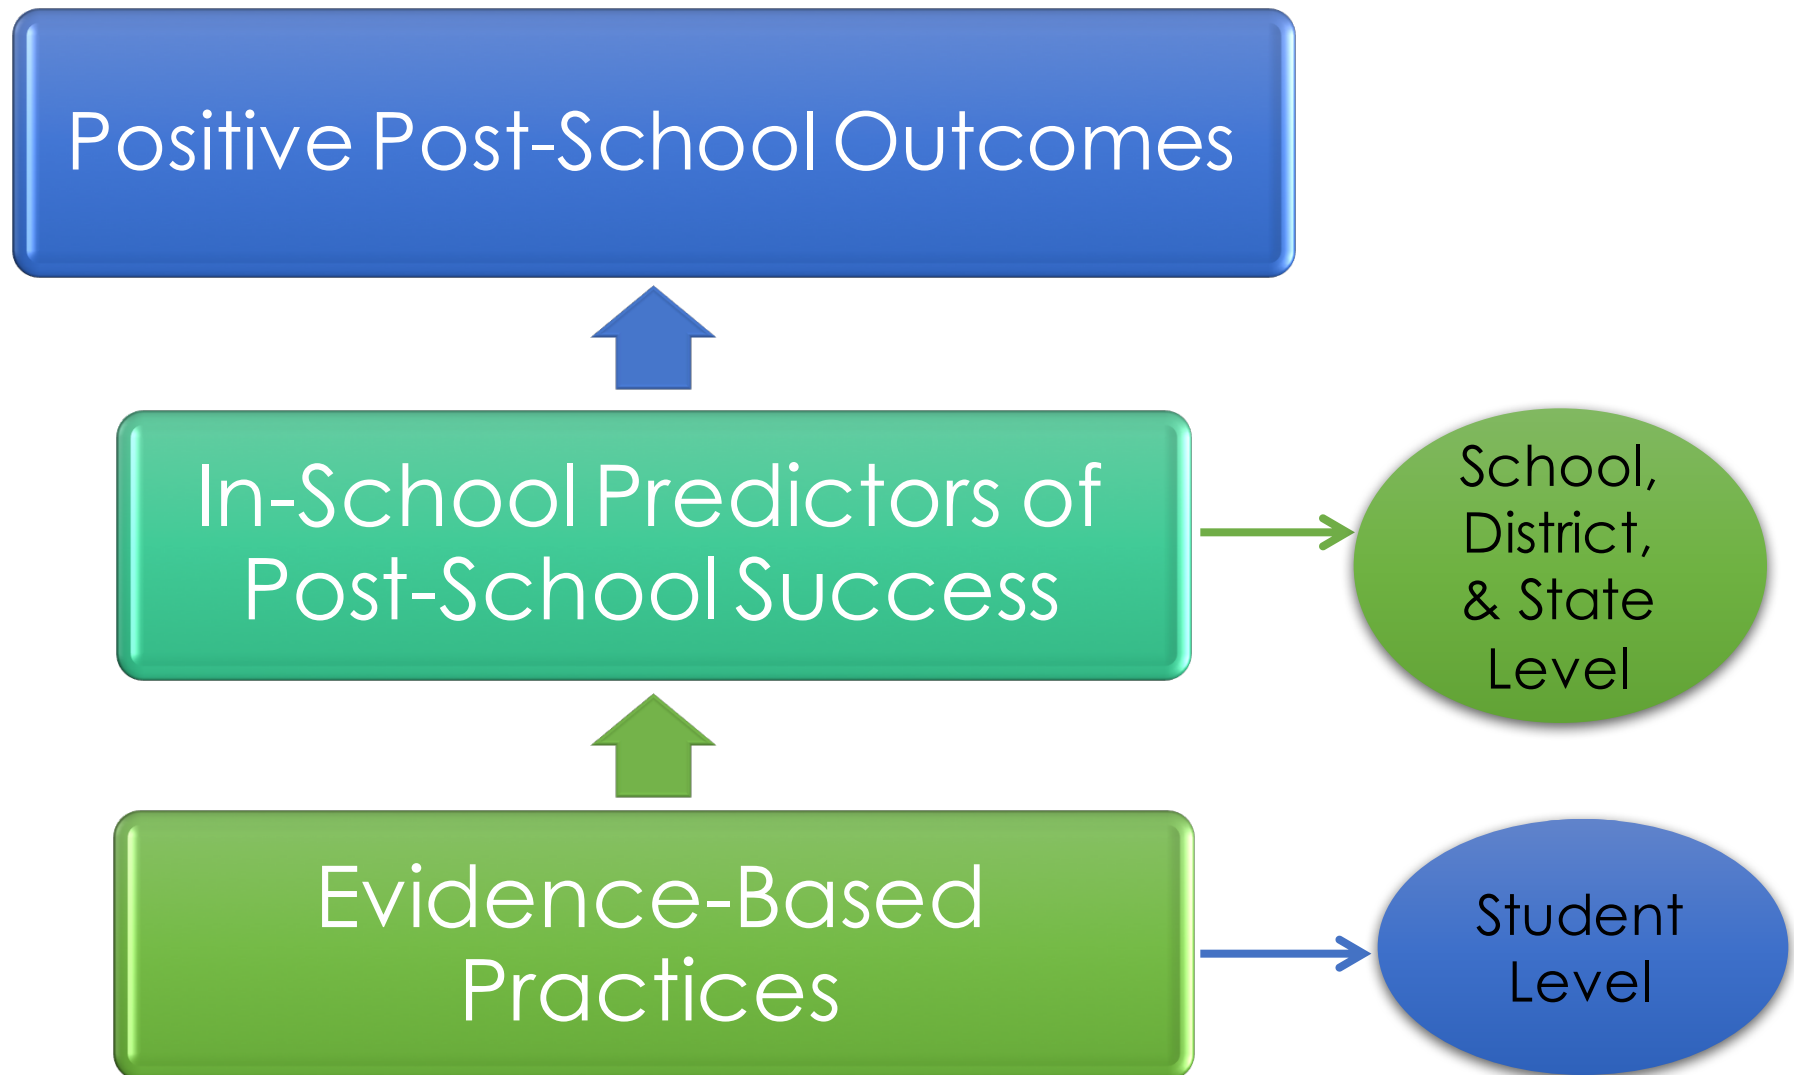 Positive Post-School Outcomes
In-School Predictors of
Post-School Success
School,
District,
& State
Level
Evidence-Based
Practices
Student
Level